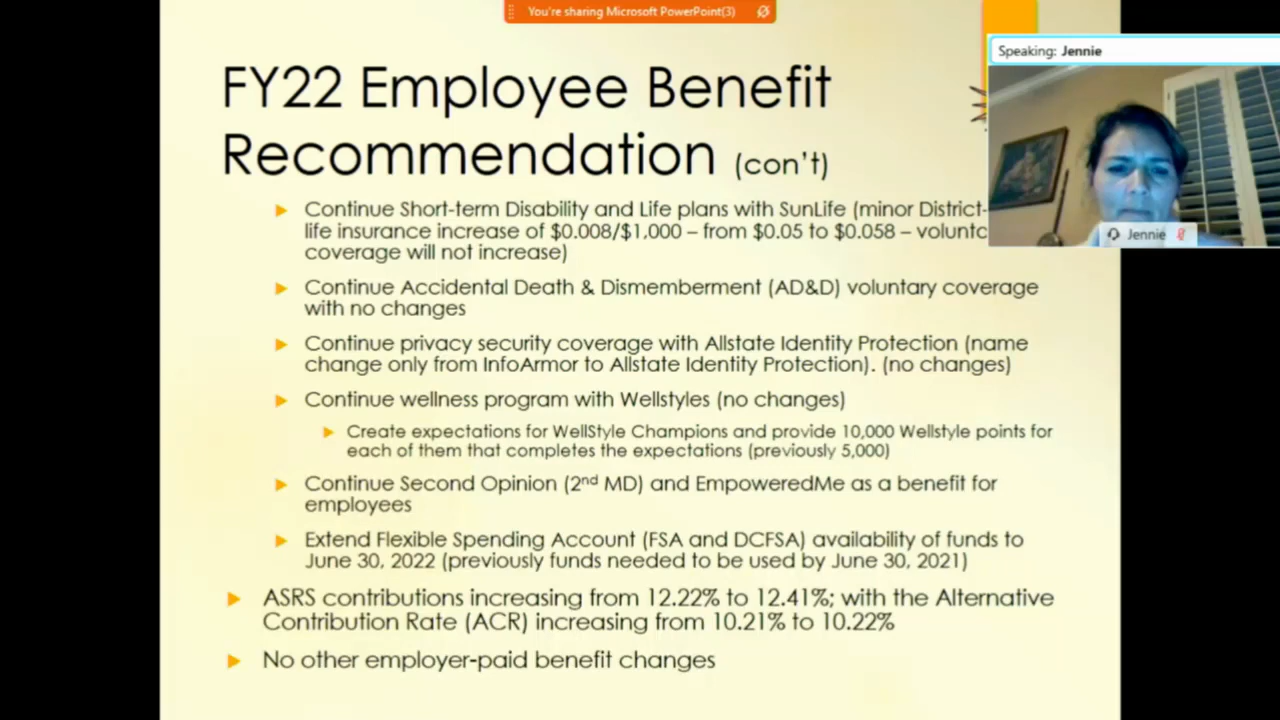 You're sharing Microsoft PowerPoint(3)
Speaking: Jennie
FY22 Employee Benefit
Recommendation (con't)
Jennie
► Continue Short-term Disability and Life plans with SunLife (minor District-
life insurance increase of $0.008/$1,000 – from $0.05 to $0.058 –
coverage will not increase)
► Continue Accidental Death & Dismemberment (AD&D) voluntary coverage
with no changes
► Continue privacy security coverage with Allstate Identity Protection (name
change only from InfoArmor to Allstate Identity Protection). (no changes)
► Continue wellness program with Wellstyles (no changes)
► Create expectations for WellStyle Champions and provide 10,000 Wellstyle points for
each of them that completes the expectations (previously 5,000)
► Continue Second Opinion (2nd MD) and EmpoweredMe as a benefit for
employees
► Extend Flexible Spending Account (FSA and DCFSA) availability of funds to
June 30, 2022 (previously funds needed to be used by June 30, 2021)
► ASRS contributions increasing from 12.22% to 12.41%; with the Alternative
Contribution Rate (ACR) increasing from 10.21% to 10.22%
► No other employer-paid benefit changes